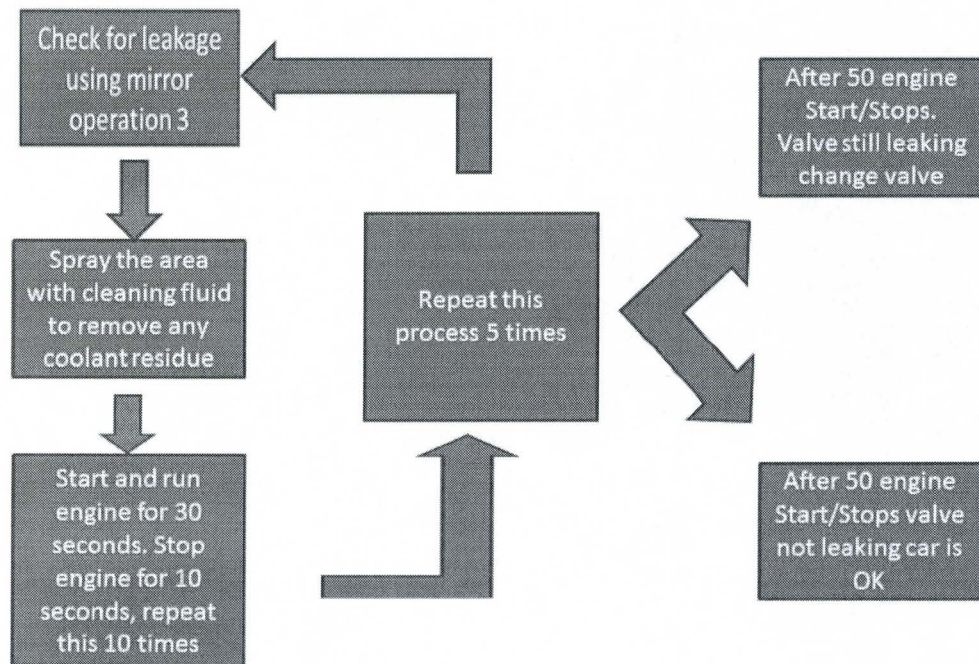 Check for leakage
using mirror
operation 3
Spray the area
with cleaning fluid
to remove any
coolant residue
Start and run
engine for 30
seconds. Stop
engine for 10
seconds, repeat
this 10 times
Repeat this
process 5 times
After 50 engine
Start/Stops.
Valve still leaking
change valve
After 50 engine
Start/Stops valve
not leaking car is
OK